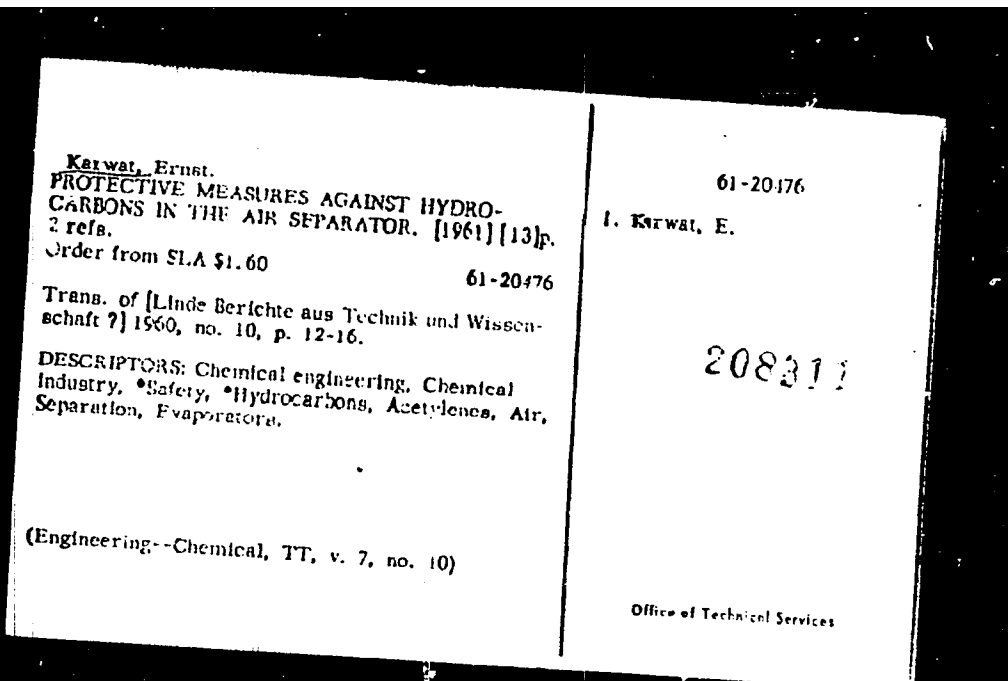 Karwat, Ernst.
PROTECTIVE MEASURES AGAINST HYDRO-
CARBONS IN THE AIR SEPARATOR. [1961] [13]p.
2 refs.
Order from SLA $1.60 61-20476
Trans. of [Linde Berichte aus Technik und Wissen-
schaft ?] 1960, no. 10, p. 12-16.
DESCRIPTORS: Chemical engineering, Chemical
industry, *Safety, *Hydrocarbons, Acetylenes, Air,
Separation, Evaporators.
(Engineering--Chemical, TT, v. 7, no. 10)
61-20476
1. Karwat, E.
208311
Office of Technical Services